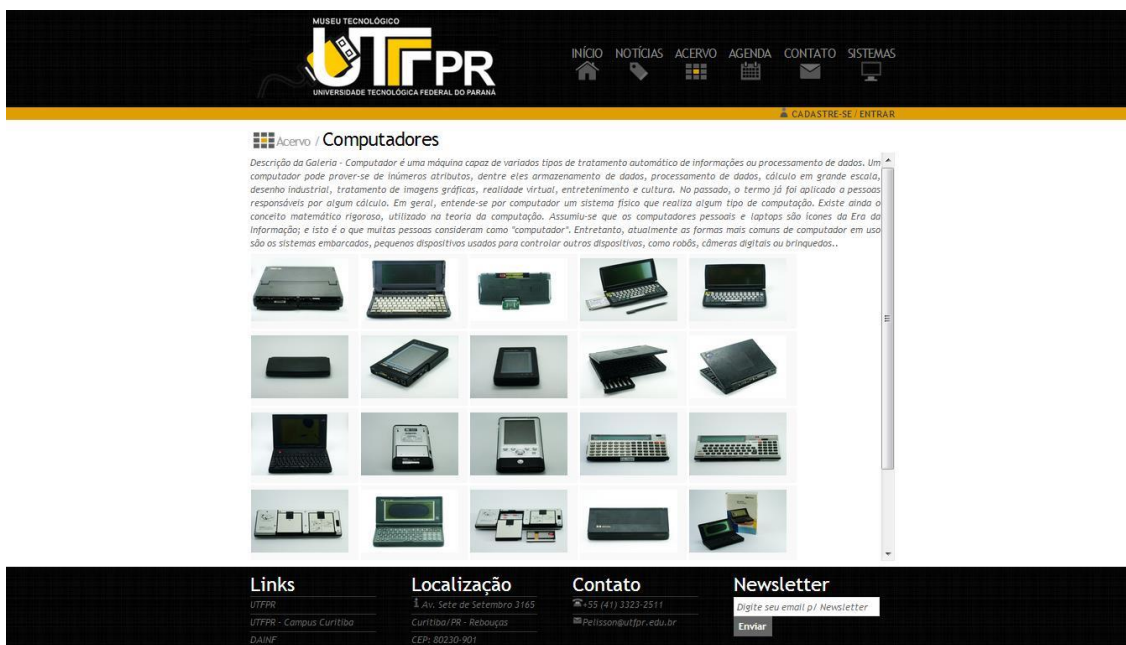 MUSEU TECNOLÓGICO
UTFPR
UNIVERSIDADE TECNOLÓGICA FEDERAL DO PARANÁ
INÍCIO NOTÍCIAS ACERVO AGENDA CONTATO SISTEMAS
CADASTRE-SE / ENTRAR
Acervo / Computadores
Descrição da Galeria - Computador é uma máquina capaz de variados tipos de tratamento automático de informações ou processamento de dados. Um
computador pode prover-se de inúmeros atributos, dentre eles armazenamento de dados, processamento de dados, cálculo em grande escala,
desenho industrial, tratamento de imagens gráficas, realidade virtual, entretenimento e cultura. No passado, o termo já foi aplicado a pessoas
responsáveis por algum cálculo. Em geral, entende-se por computador um sistema físico que realiza algum tipo de computação. Existe ainda o
conceito matemático rigoroso, utilizado na teoria da computação. Assumiu-se que os computadores pessoais e laptops são ícones da Era da
Informação; e isto é o que muitas pessoas consideram como "computador". Entretanto, atualmente as formas mais comuns de computador em uso
são os sistemas embarcados, pequenos dispositivos usados para controlar outros dispositivos, como robôs, câmeras digitais ou brinquedos..
Links
UTFPR
UTFPR - Campus Curitiba
DAINF
Localização
Av. Sete de Setembro 3165
Curitiba/PR - Rebouças
CEP: 80230-901
Contato
+55 (41) 3323-2511
Pelisson@utfpr.edu.br
Newsletter
Digite seu email p/ Newsletter
Enviar